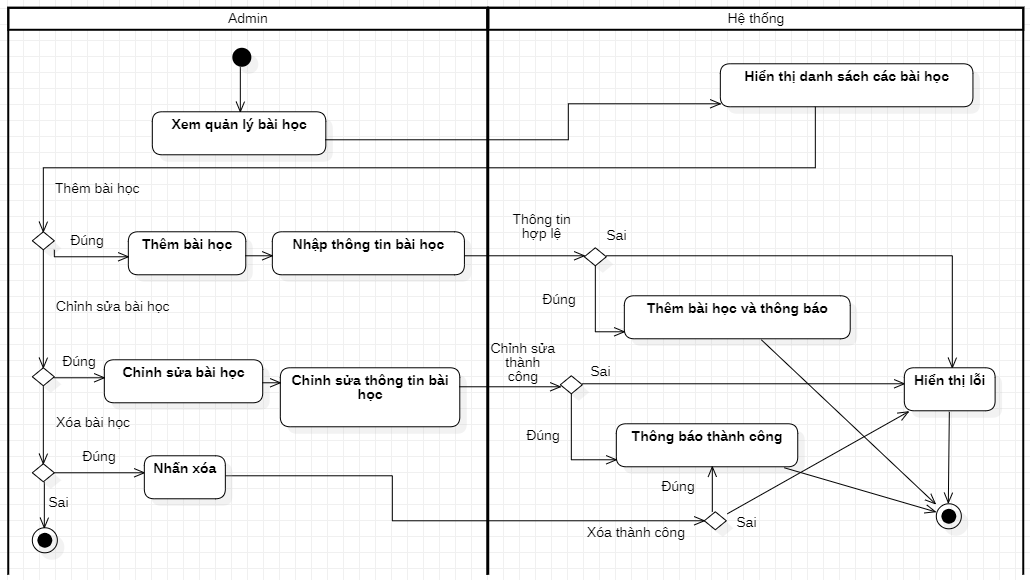 Admin
Hệ thống
Hiển thị danh sách các bài học
Xem quản lý bài học
Thêm bài học
Đúng
Thêm bài học
Nhập thông tin bài học
Thông tin
hợp lệ
Sai
Đúng
Thêm bài học và thông báo
Chỉnh sửa bài học
Đúng
Chỉnh sửa bài học
Chỉnh sửa thông tin bài
học
Chỉnh sửa
thành
công
Sai
Hiển thị lỗi
Đúng
Thông báo thành công
Xóa bài học
Đúng
Nhấn xóa
Đúng
Sai
Xóa thành công
Sai